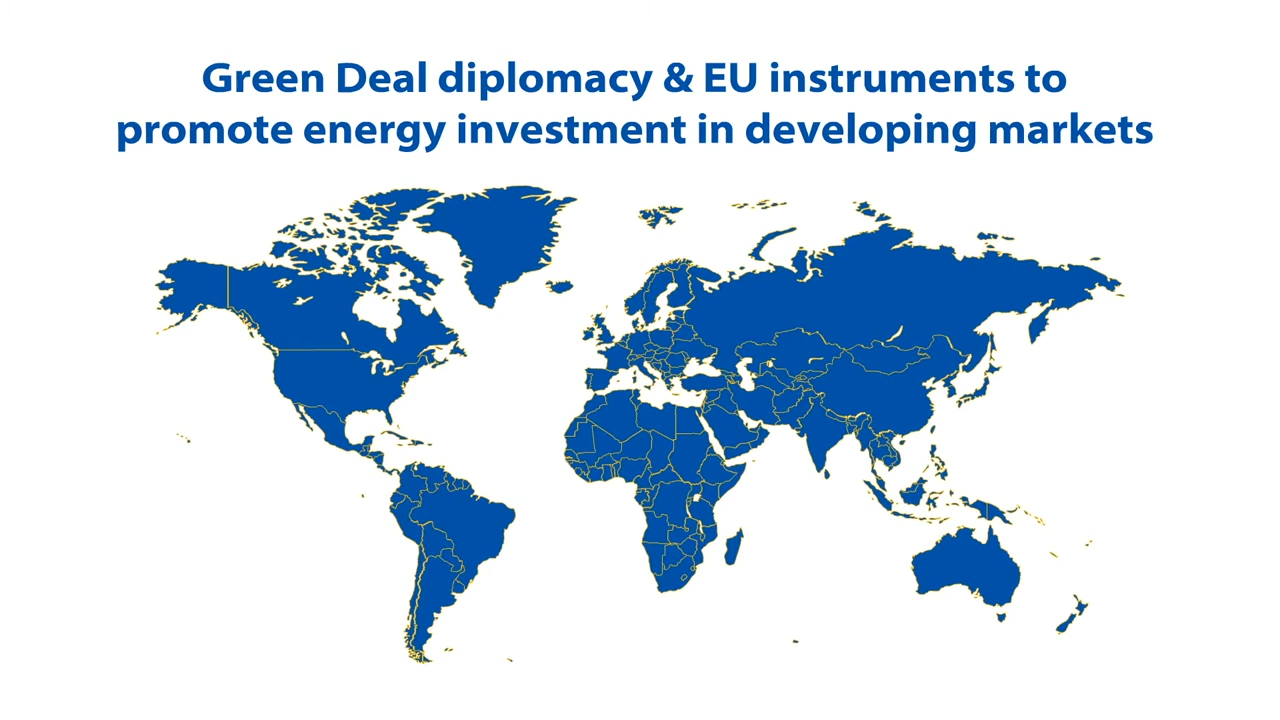 Green Deal diplomacy & EU instruments to
promote energy investment in developing markets